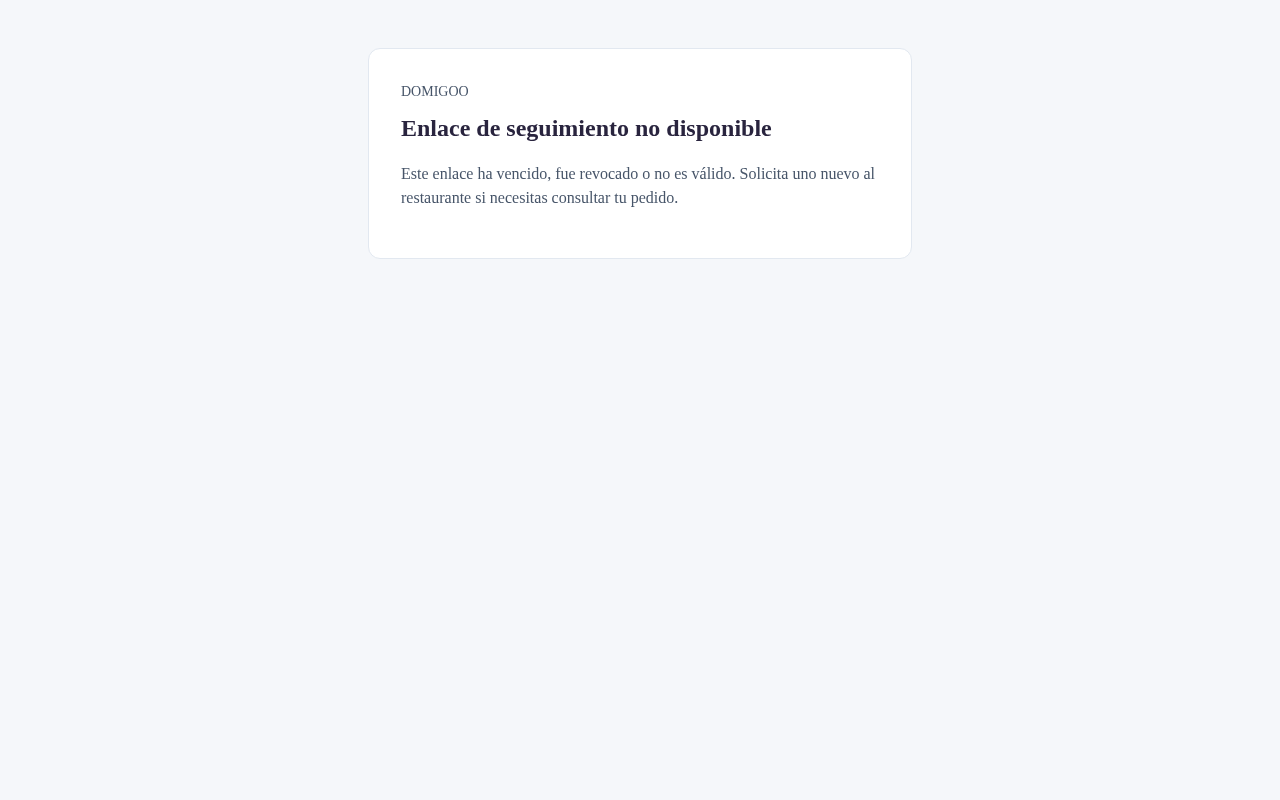 DOMIGOO
Enlace de seguimiento no disponible
Este enlace ha vencido, fue revocado o no es válido. Solicita uno nuevo al
restaurante si necesitas consultar tu pedido.